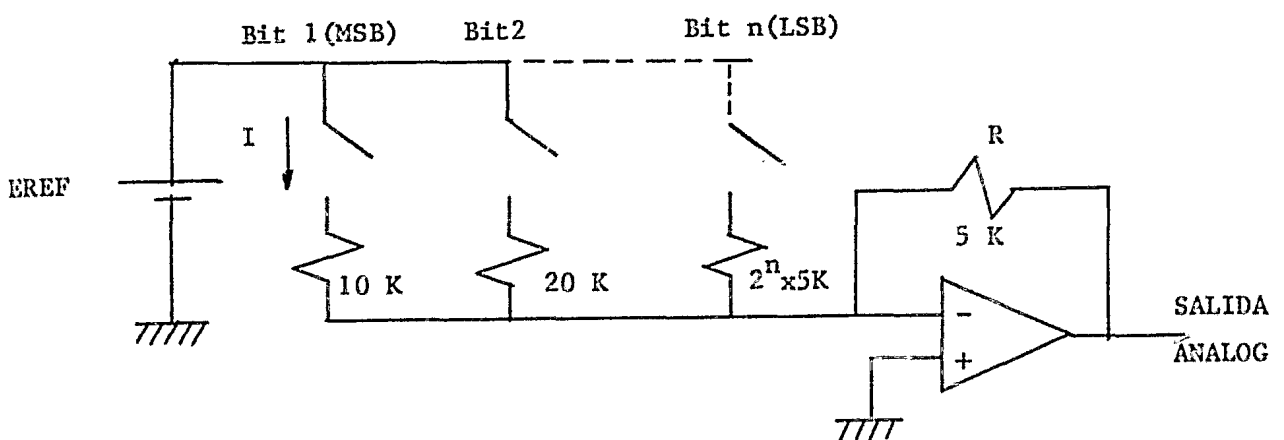 Bit 1(MSB)
Bit2
Bit n(LSB)
I
R
EREF
5 K
10 K
20 K
2ⁿx5K
-
+
SALIDA
ANALOG